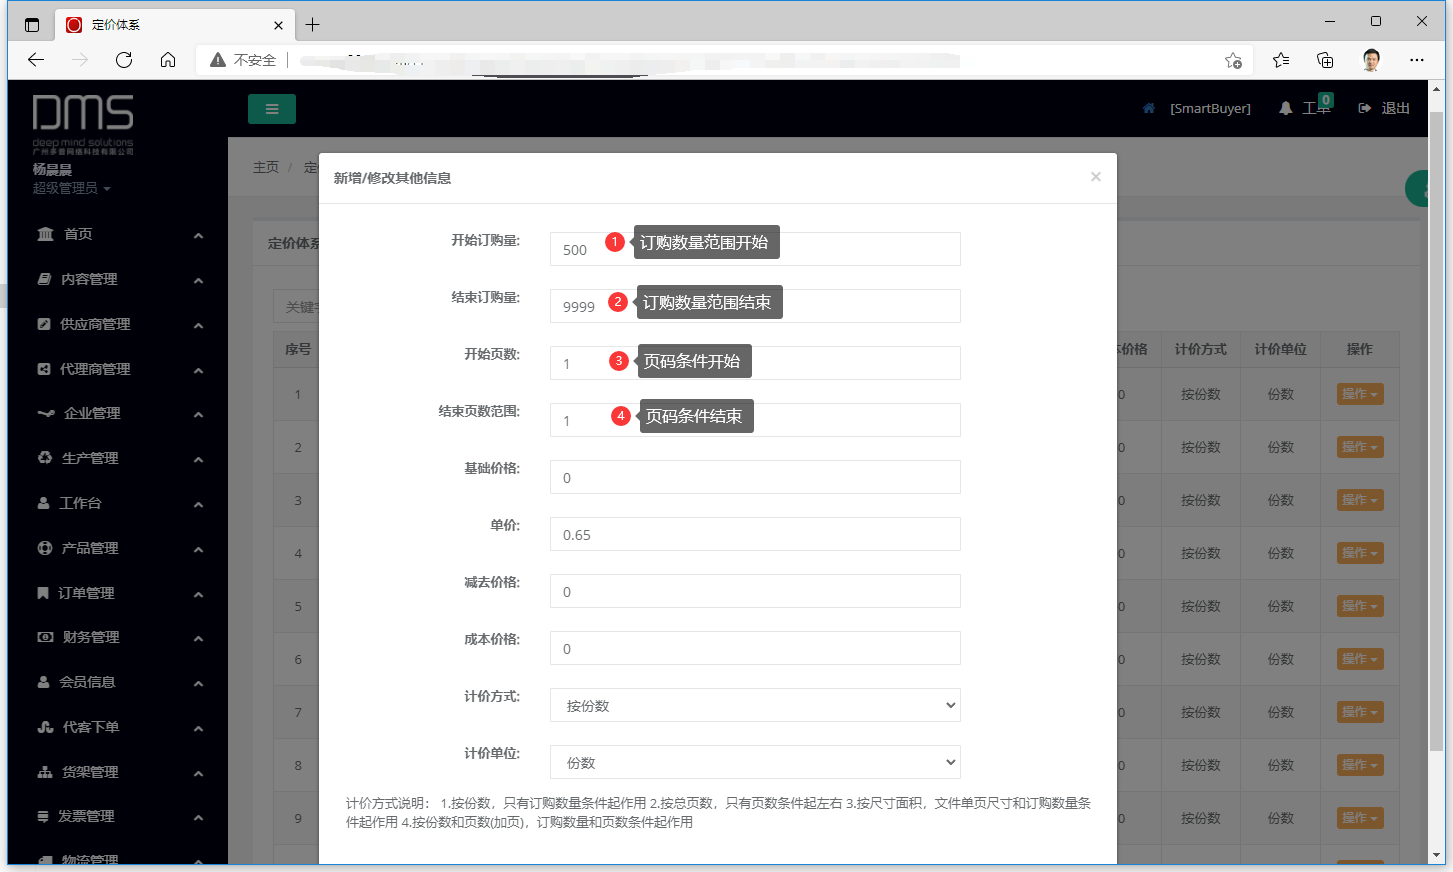 定价体系
不安全
DMS
deep mind solutions
广州多普网络科技有限公司
杨晨晨
超级管理员
[SmartBuyer]
工单
0
退出
主页 /
首页
内容管理
供应商管理
代理商管理
企业管理
生产管理
工作台
产品管理
订单管理
财务管理
会员信息
代客下单
货架管理
发票管理
物流管理
定价体系
新增/修改其他信息
×
开始订购量:
500
1
订购数量范围开始
结束订购量:
9999
2
订购数量范围结束
开始页数:
1
3
页码条件开始
结束页数范围:
1
4
页码条件结束
基础价格:
0
单价:
0.65
减去价格:
0
成本价格:
0
计价方式:
按份数
计价单位:
份数
计价方式说明： 1.按份数，只有订购数量条件起作用 2.按总页数，只有页数条件起左右 3.按尺寸面积，文件单页尺寸和订购数量条
件起作用 4.按份数和页数(加页)，订购数量和页数条件起作用
序号 价格 计价方式 计价单位 操作
1 0 按份数 份数 操作
2 0 按份数 份数 操作
3 0 按份数 份数 操作
4 0 按份数 份数 操作
5 0 按份数 份数 操作
6 0 按份数 份数 操作
7 0 按份数 份数 操作
8 0 按份数 份数 操作
9 0 按份数 份数 操作